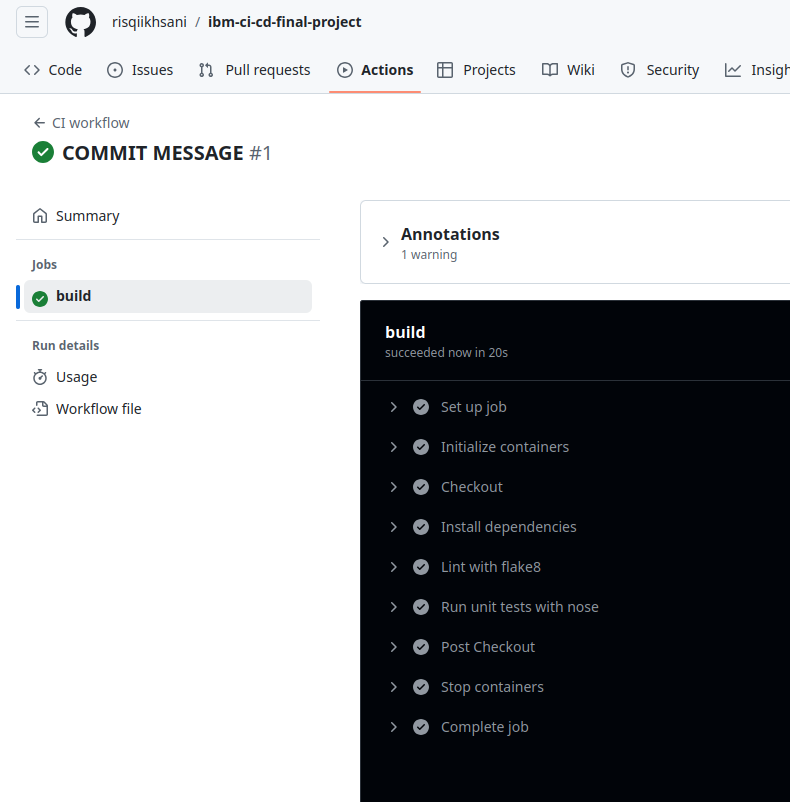 risqiikhsani / ibm-ci-cd-final-project
Code Issues Pull requests Actions Projects Wiki Security Insigh
CI workflow
COMMIT MESSAGE #1
Summary
Jobs
build
Run details
Usage
Workflow file
Annotations
1 warning
build
succeeded now in 20s
Set up job
Initialize containers
Checkout
Install dependencies
Lint with flake8
Run unit tests with nose
Post Checkout
Stop containers
Complete job